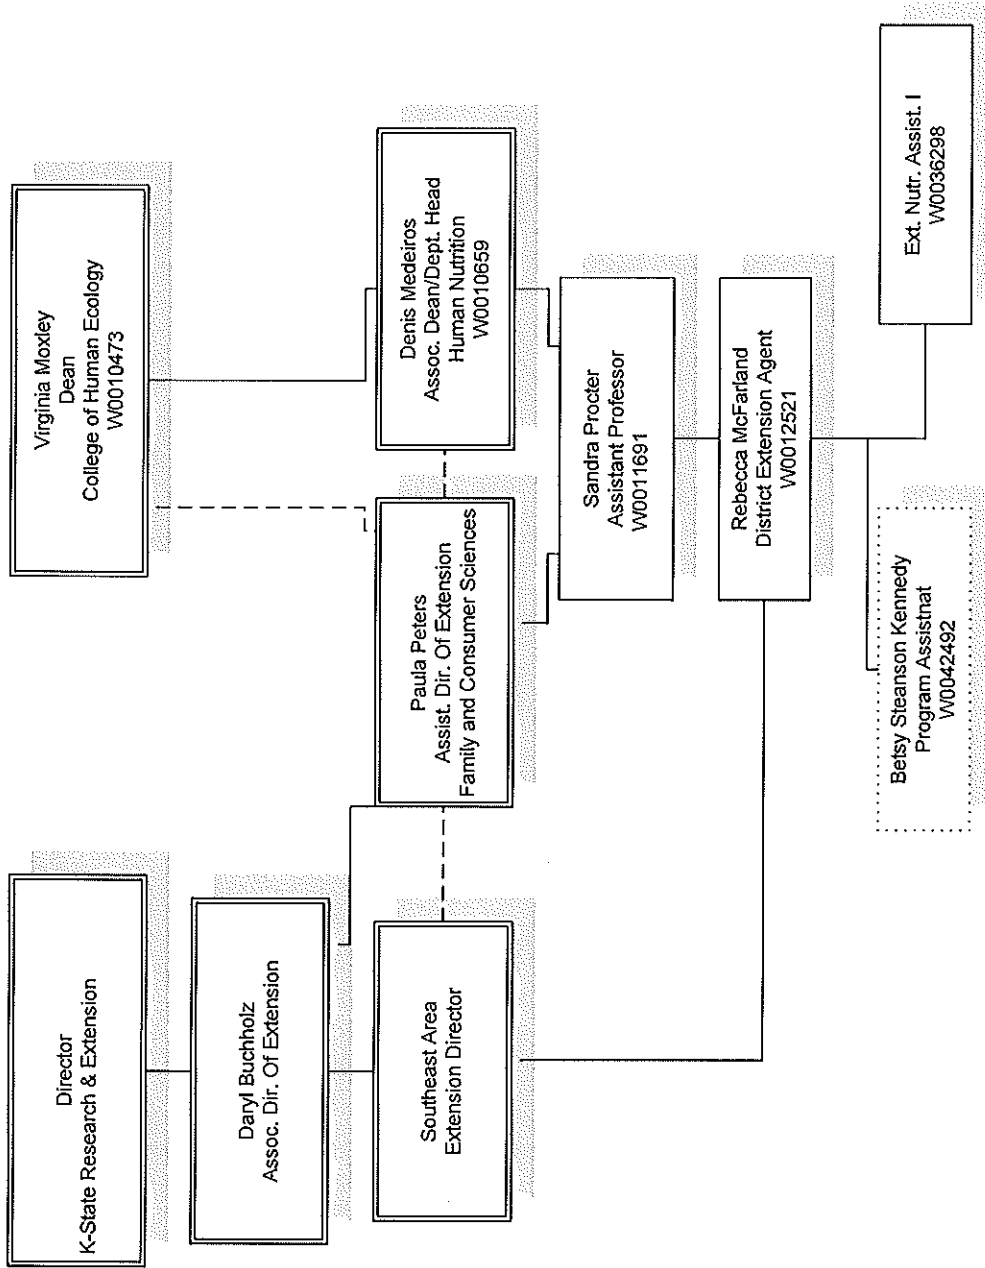 Director
K-State Research & Extension
Virginia Moxley
Dean
College of Human Ecology
W0010473
Daryl Buchholz
Assoc. Dir. Of Extension
Southeast Area
Extension Director
Paula Peters
Assist. Dir. Of Extension
Family and Consumer Sciences
Denis Medeiros
Assoc. Dean/Dept. Head
Human Nutrition
W0010659
Sandra Procter
Assistant Professor
W0011691
Rebecca McFarland
District Extension Agent
W0012521
Betsy Steanson Kennedy
Program Assistnat
W0042492
Ext. Nutr. Assist. I
W0036298